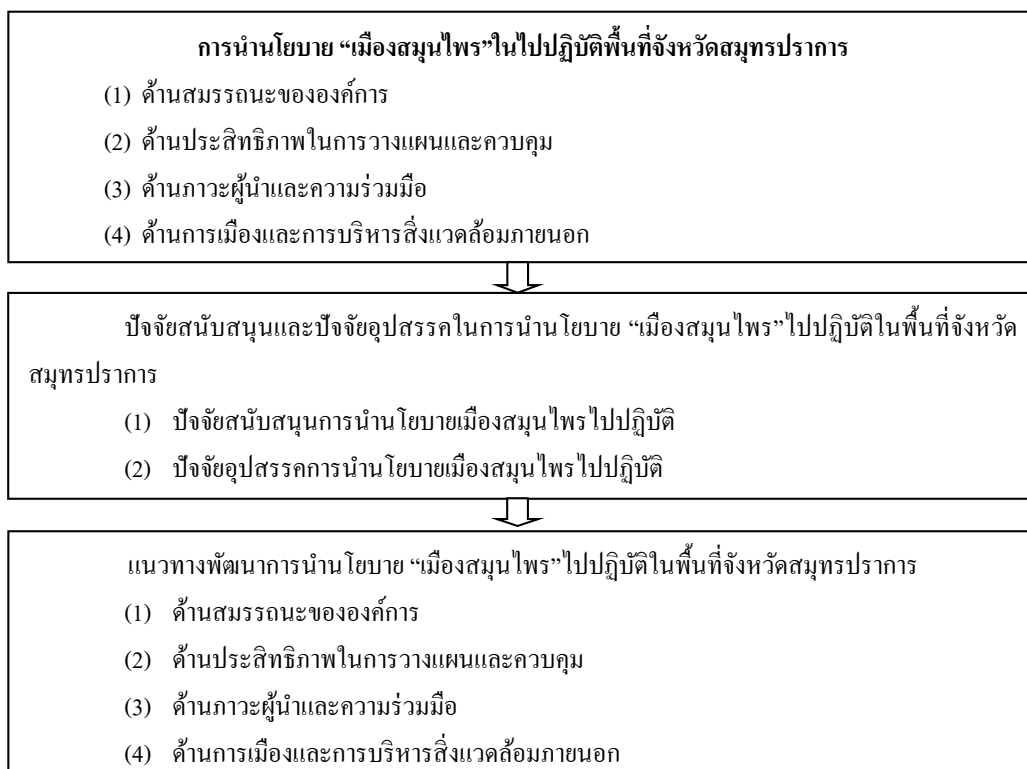 การนำนโยบาย “เมืองสมุนไพร”ในไปปฏิบัติพื้นที่จังหวัดสมุทรปราการ
(1) ด้านสมรรถนะขององค์การ
(2) ด้านประสิทธิภาพในการวางแผนและควบคุม
(3) ด้านภาวะผู้นำและความร่วมมือ
(4) ด้านการเมืองและการบริหารสิ่งแวดล้อมภายนอก
ปัจจัยสนับสนุนและปัจจัยอุปสรรคในการนำนโยบาย “เมืองสมุนไพร”ไปปฏิบัติในพื้นที่จังหวัด
สมุทรปราการ
(1) ปัจจัยสนับสนุนการนำนโยบายเมืองสมุนไพรไปปฏิบัติ
(2) ปัจจัยอุปสรรคการนำนโยบายเมืองสมุนไพรไปปฏิบัติ
แนวทางพัฒนาการนำนโยบาย “เมืองสมุนไพร”ไปปฏิบัติในพื้นที่จังหวัดสมุทรปราการ
(1) ด้านสมรรถนะขององค์การ
(2) ด้านประสิทธิภาพในการวางแผนและควบคุม
(3) ด้านภาวะผู้นำและความร่วมมือ
(4) ด้านการเมืองและการบริหารสิ่งแวดล้อมภายนอก